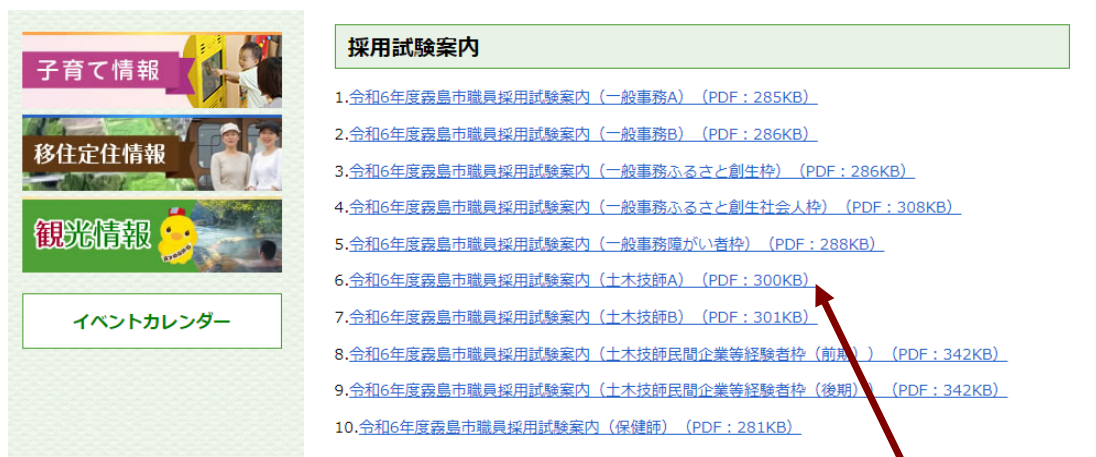 子育て情報
移住定住情報
観光情報
イベントカレンダー
採用試験案内
1.令和6年度霧島市職員採用試験案内（一般事務A）（PDF：285KB）
2.令和6年度霧島市職員採用試験案内（一般事務B）（PDF：286KB）
3.令和6年度霧島市職員採用試験案内（一般事務ふるさと創生枠）（PDF：286KB）
4.令和6年度霧島市職員採用試験案内（一般事務ふるさと創生社会人枠）（PDF：308KB）
5.令和6年度霧島市職員採用試験案内（一般事務障がい者枠）（PDF：288KB）
6.令和6年度霧島市職員採用試験案内（土木技師A）（PDF：300KB）
7.令和6年度霧島市職員採用試験案内（土木技師B）（PDF：301KB）
8.令和6年度霧島市職員採用試験案内（土木技師民間企業等経験者枠（前期））（PDF：342KB）
9.令和6年度霧島市職員採用試験案内（土木技師民間企業等経験者枠（後期））（PDF：342KB）
10.令和6年度霧島市職員採用試験案内（保健師）（PDF：281KB）